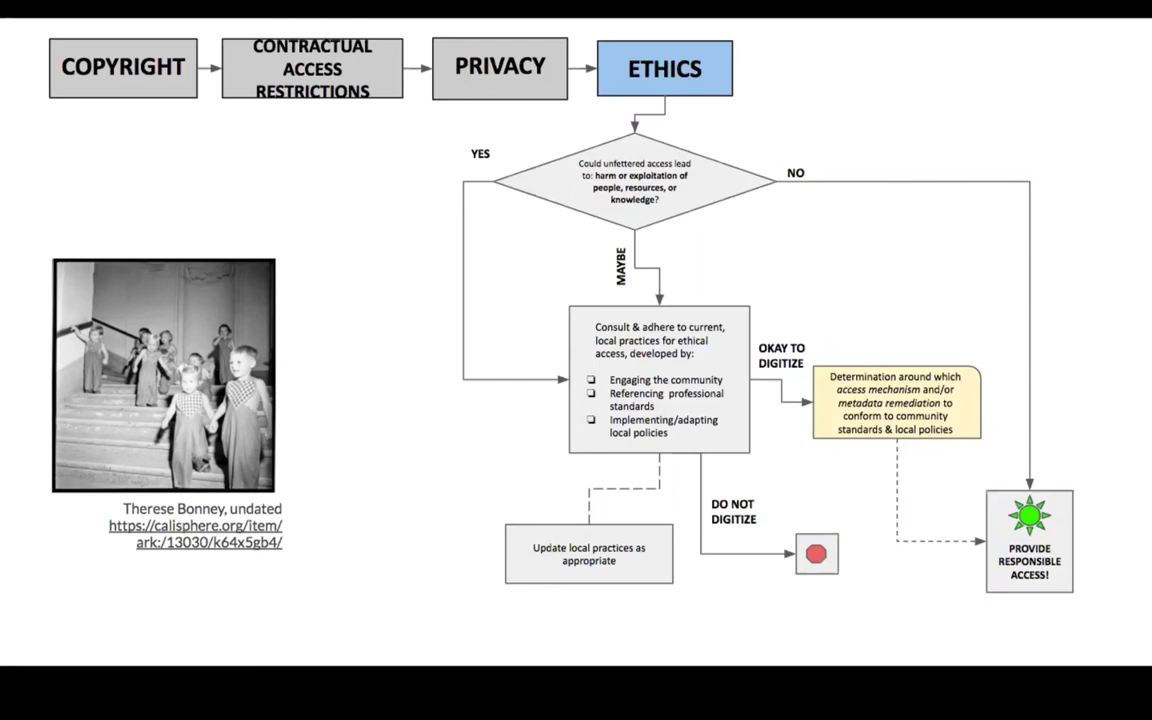 COPYRIGHT
CONTRACTUAL
ACCESS
RESTRICTIONS
PRIVACY
ETHICS
YES
Could unfettered access lead
to: harm or exploitation of
people, resources, or
knowledge?
NO
MAYBE
Consult & adhere to current,
local practices for ethical
access, developed by:
Engaging the community
Referencing professional
standards
Implementing/adapting
local policies
OKAY TO
DIGITIZE
Determination around which
access mechanism and/or
metadata remediation to
conform to community
standards & local policies
Update local practices as
appropriate
DO NOT
DIGITIZE
PROVIDE
RESPONSIBLE
ACCESS!
Therese Bonney, undated
https://calisphere.org/item/
ark:/13030/k64x5gb4/